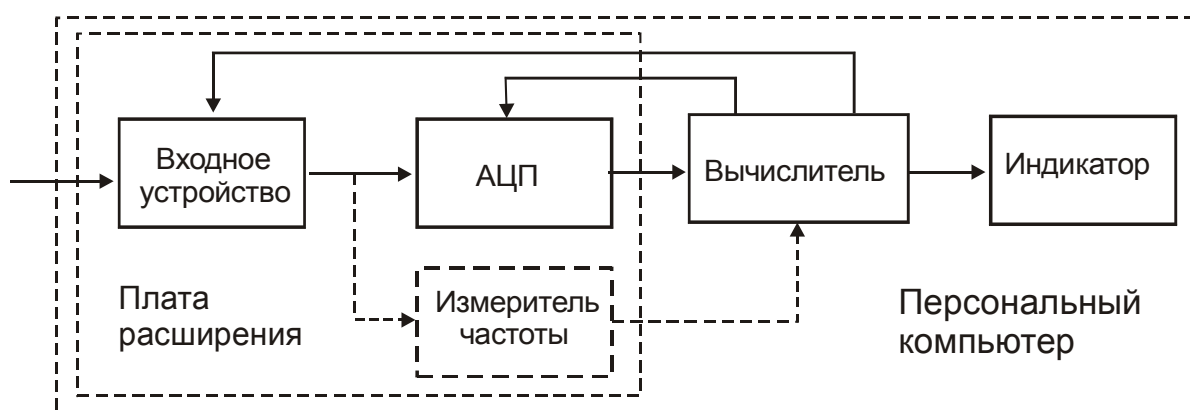 Входное
устройство
АЦП
Вычислитель
Индикатор
Измеритель
частоты
Плата
расширения
Персональный
компьютер